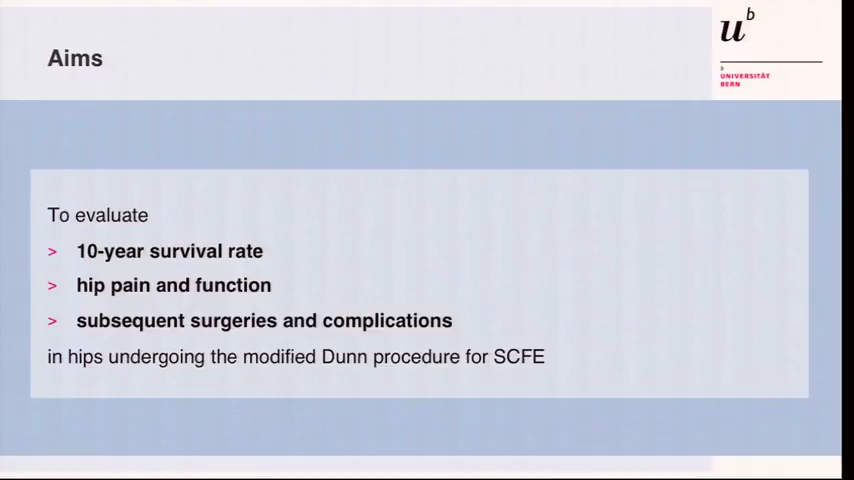 Aims
u b
b
UNIVERSITÄT
BERN
To evaluate
> 10-year survival rate
> hip pain and function
> subsequent surgeries and complications
in hips undergoing the modified Dunn procedure for SCFE